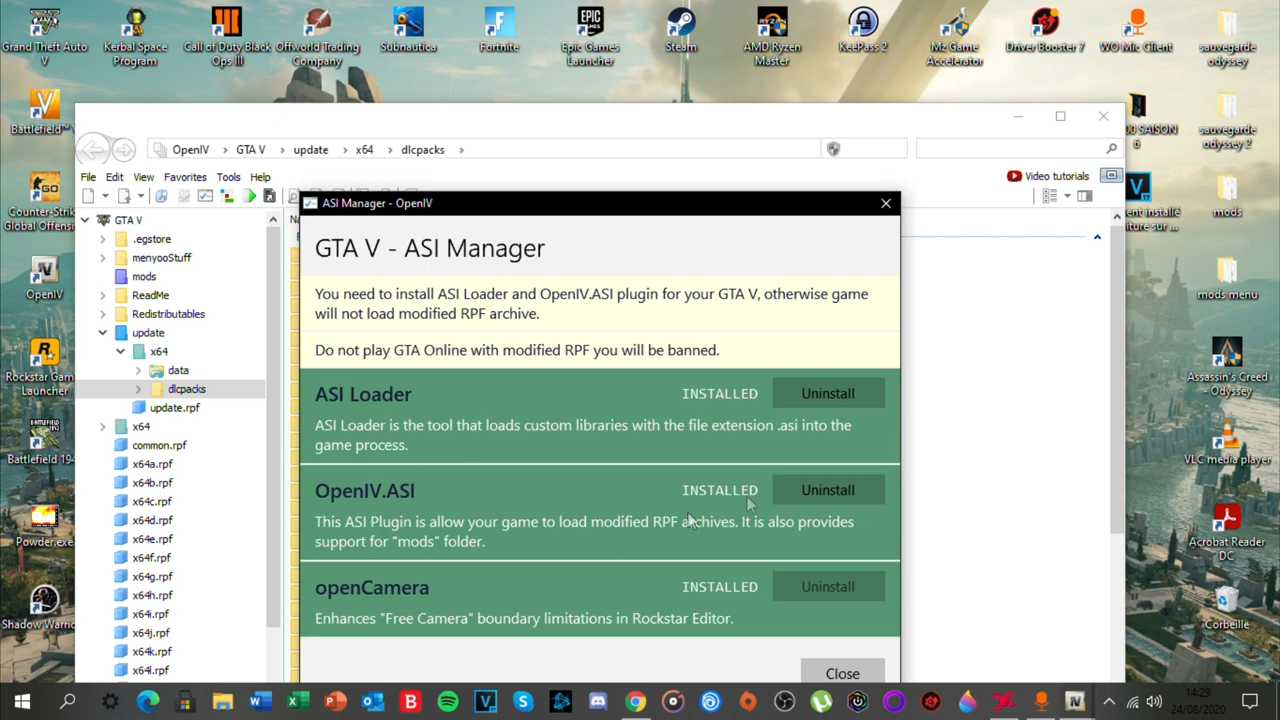 Grand Theft Auto
V
Kerbal Space
Program
Call of Duty Black
Ops III
Offworld Trading
Company
Subnautica
Fortnite
Epic Games
Launcher
Steam
AMD Ryzen
Master
KeePass 2
Mz Game
Accelerator
Driver Booster 7
WO Mic Client
sauvegarde
odyssey
Battlefield™ V
Counter-Strike
Global Offensive
OpenIV
Rockstar Games
Launcher
Powder.exe
OpenIV
GTA V
update
x64
dlcpacks
File
Edit
View
Favorites
Tools
Help
Video tutorials
GTA V
.egstore
menyooStuff
mods
ReadMe
Redistributables
update
x64
data
dlcpacks
update.rpf
x64
common.rpf
x64a.rpf
x64b.rpf
x64c.rpf
x64d.rpf
x64e.rpf
x64f.rpf
x64g.rpf
x64h.rpf
x64i.rpf
x64j.rpf
x64k.rpf
x64l.rpf
ASI Manager - OpenIV
GTA V - ASI Manager
You need to install ASI Loader and OpenIV.ASI plugin for your GTA V, otherwise game
will not load modified RPF archive.
Do not play GTA Online with modified RPF you will be banned.
ASI Loader
INSTALLED
Uninstall
ASI Loader is the tool that loads custom libraries with the file extension .asi into the
game process.
OpenIV.ASI
INSTALLED
Uninstall
This ASI Plugin is allow your game to load modified RPF archives. It is also provides
support for "mods" folder.
openCamera
INSTALLED
Uninstall
Enhances "Free Camera" boundary limitations in Rockstar Editor.
Close
00 SAISON
6
sauvegarde
odyssey 2
mods
mods menu
Assassin's Creed
- Odyssey
VLC media player
Acrobat Reader
DC
Corbeille
14:29
24/08/2020